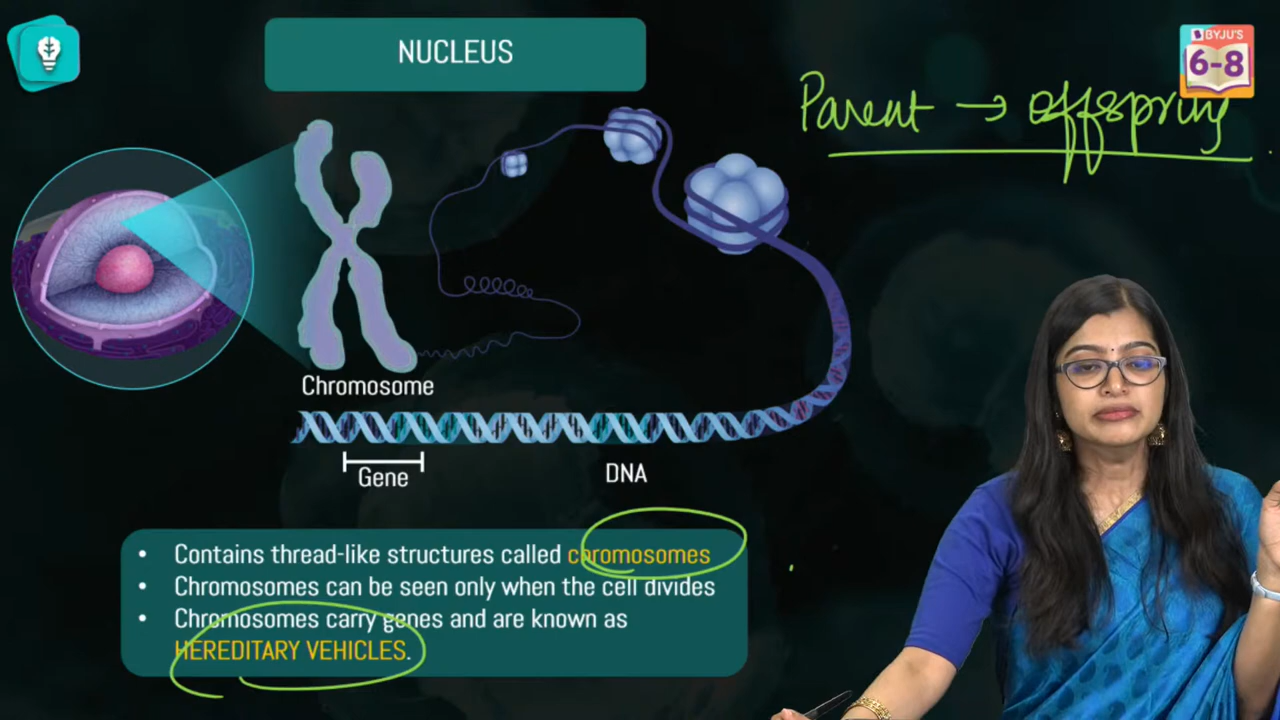 NUCLEUS
BYJU'S
6-8
Parent → offspring
Chromosome
Gene
DNA
• Contains thread-like structures called chromosomes
• Chromosomes can be seen only when the cell divides
• Chromosomes carry genes and are known as
HEREDITARY VEHICLES.